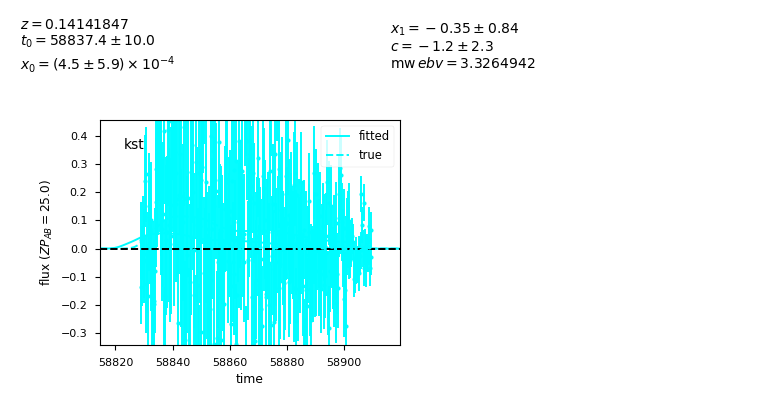 z = 0.14141847
t₀ = 58837.4 ± 10.0
x₀ = (4.5 ± 5.9) × 10⁻⁴
x₁ = −0.35 ± 0.84
c = −1.2 ± 2.3
mw ebv = 3.3264942
kst
fitted
true
0.4
0.3
0.2
0.1
0.0
−0.1
−0.2
−0.3
flux (ZP_AB = 25.0)
58820 58840 58860 58880 58900
time